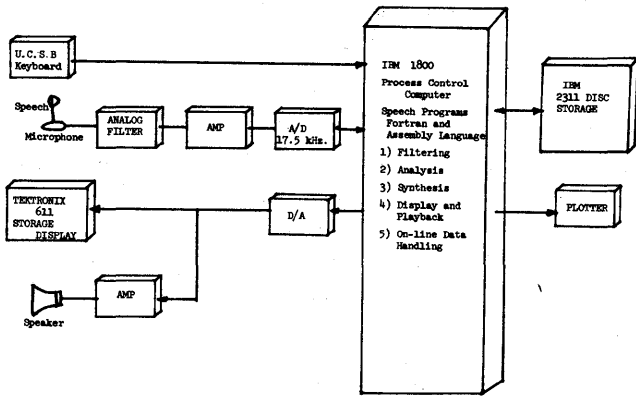 U.C.S.B
Keyboard
Speech
Microphone
ANALOG
FILTER
AMP
A/D
17.5 kHz.
IBM 1800
Process Control
Computer
Speech Programs
Fortran and
Assembly Language
1) Filtering
2) Analysis
3) Synthesis
4) Display and
Playback
5) On-line Data
Handling
IBM
2311 DISC
STORAGE
PLOTTER
TEKTRONIX
611
STORAGE
DISPLAY
D/A
AMP
Speaker